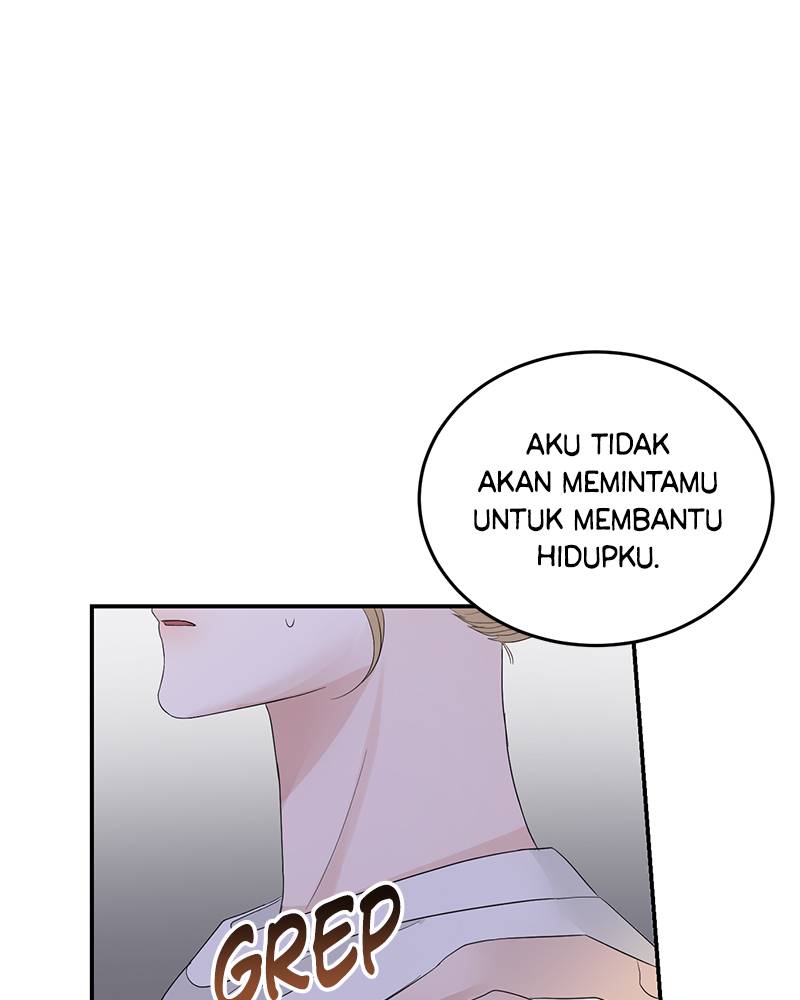 AKU TIDAK
AKAN MEMINTAMU
UNTUK MEMBANTU
HIDUPKU.
GREP